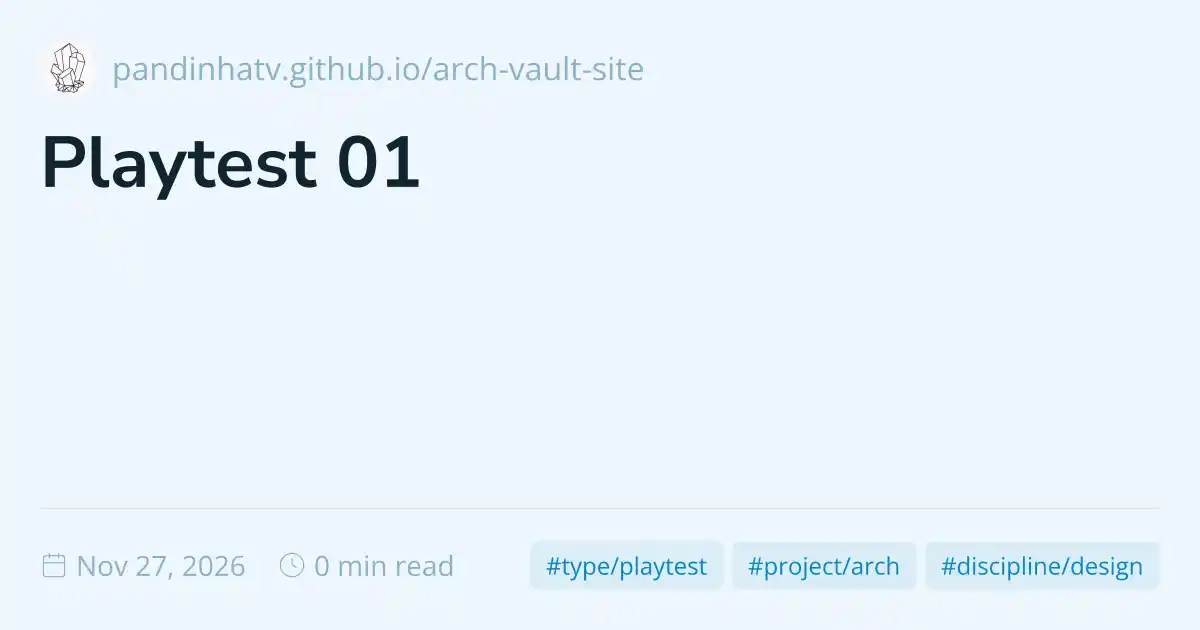 pandinhatv.github.io/arch-vault-site
Playtest 01
Nov 27, 2026 0 min read #type/playtest #project/arch #discipline/design